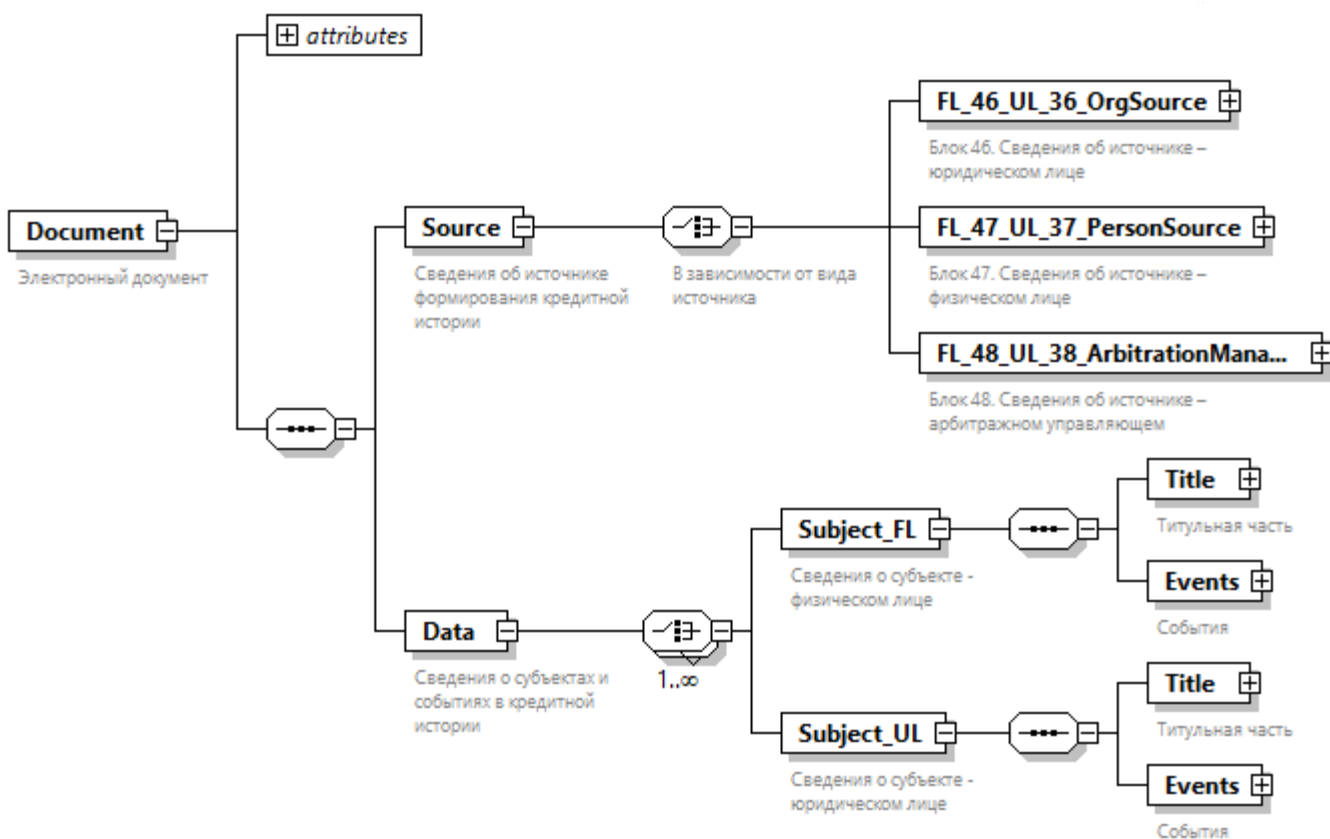 attributes
FL_46_UL_36_OrgSource
Блок 46. Сведения об источнике –
юридическом лице
Document
Электронный документ
Source
Сведения об источнике
формирования кредитной
истории
В зависимости от вида
источника
FL_47_UL_37_PersonSource
Блок 47. Сведения об источнике –
физическом лице
FL_48_UL_38_ArbitrationMana...
Блок 48. Сведения об источнике –
арбитражном управляющем
Data
Сведения о субъектах и
событиях в кредитной
истории
1..∞
Subject_FL
Сведения о субъекте -
физическом лице
Title
Титульная часть
Events
События
Subject_UL
Сведения о субъекте -
юридическом лице
Title
Титульная часть
Events
События